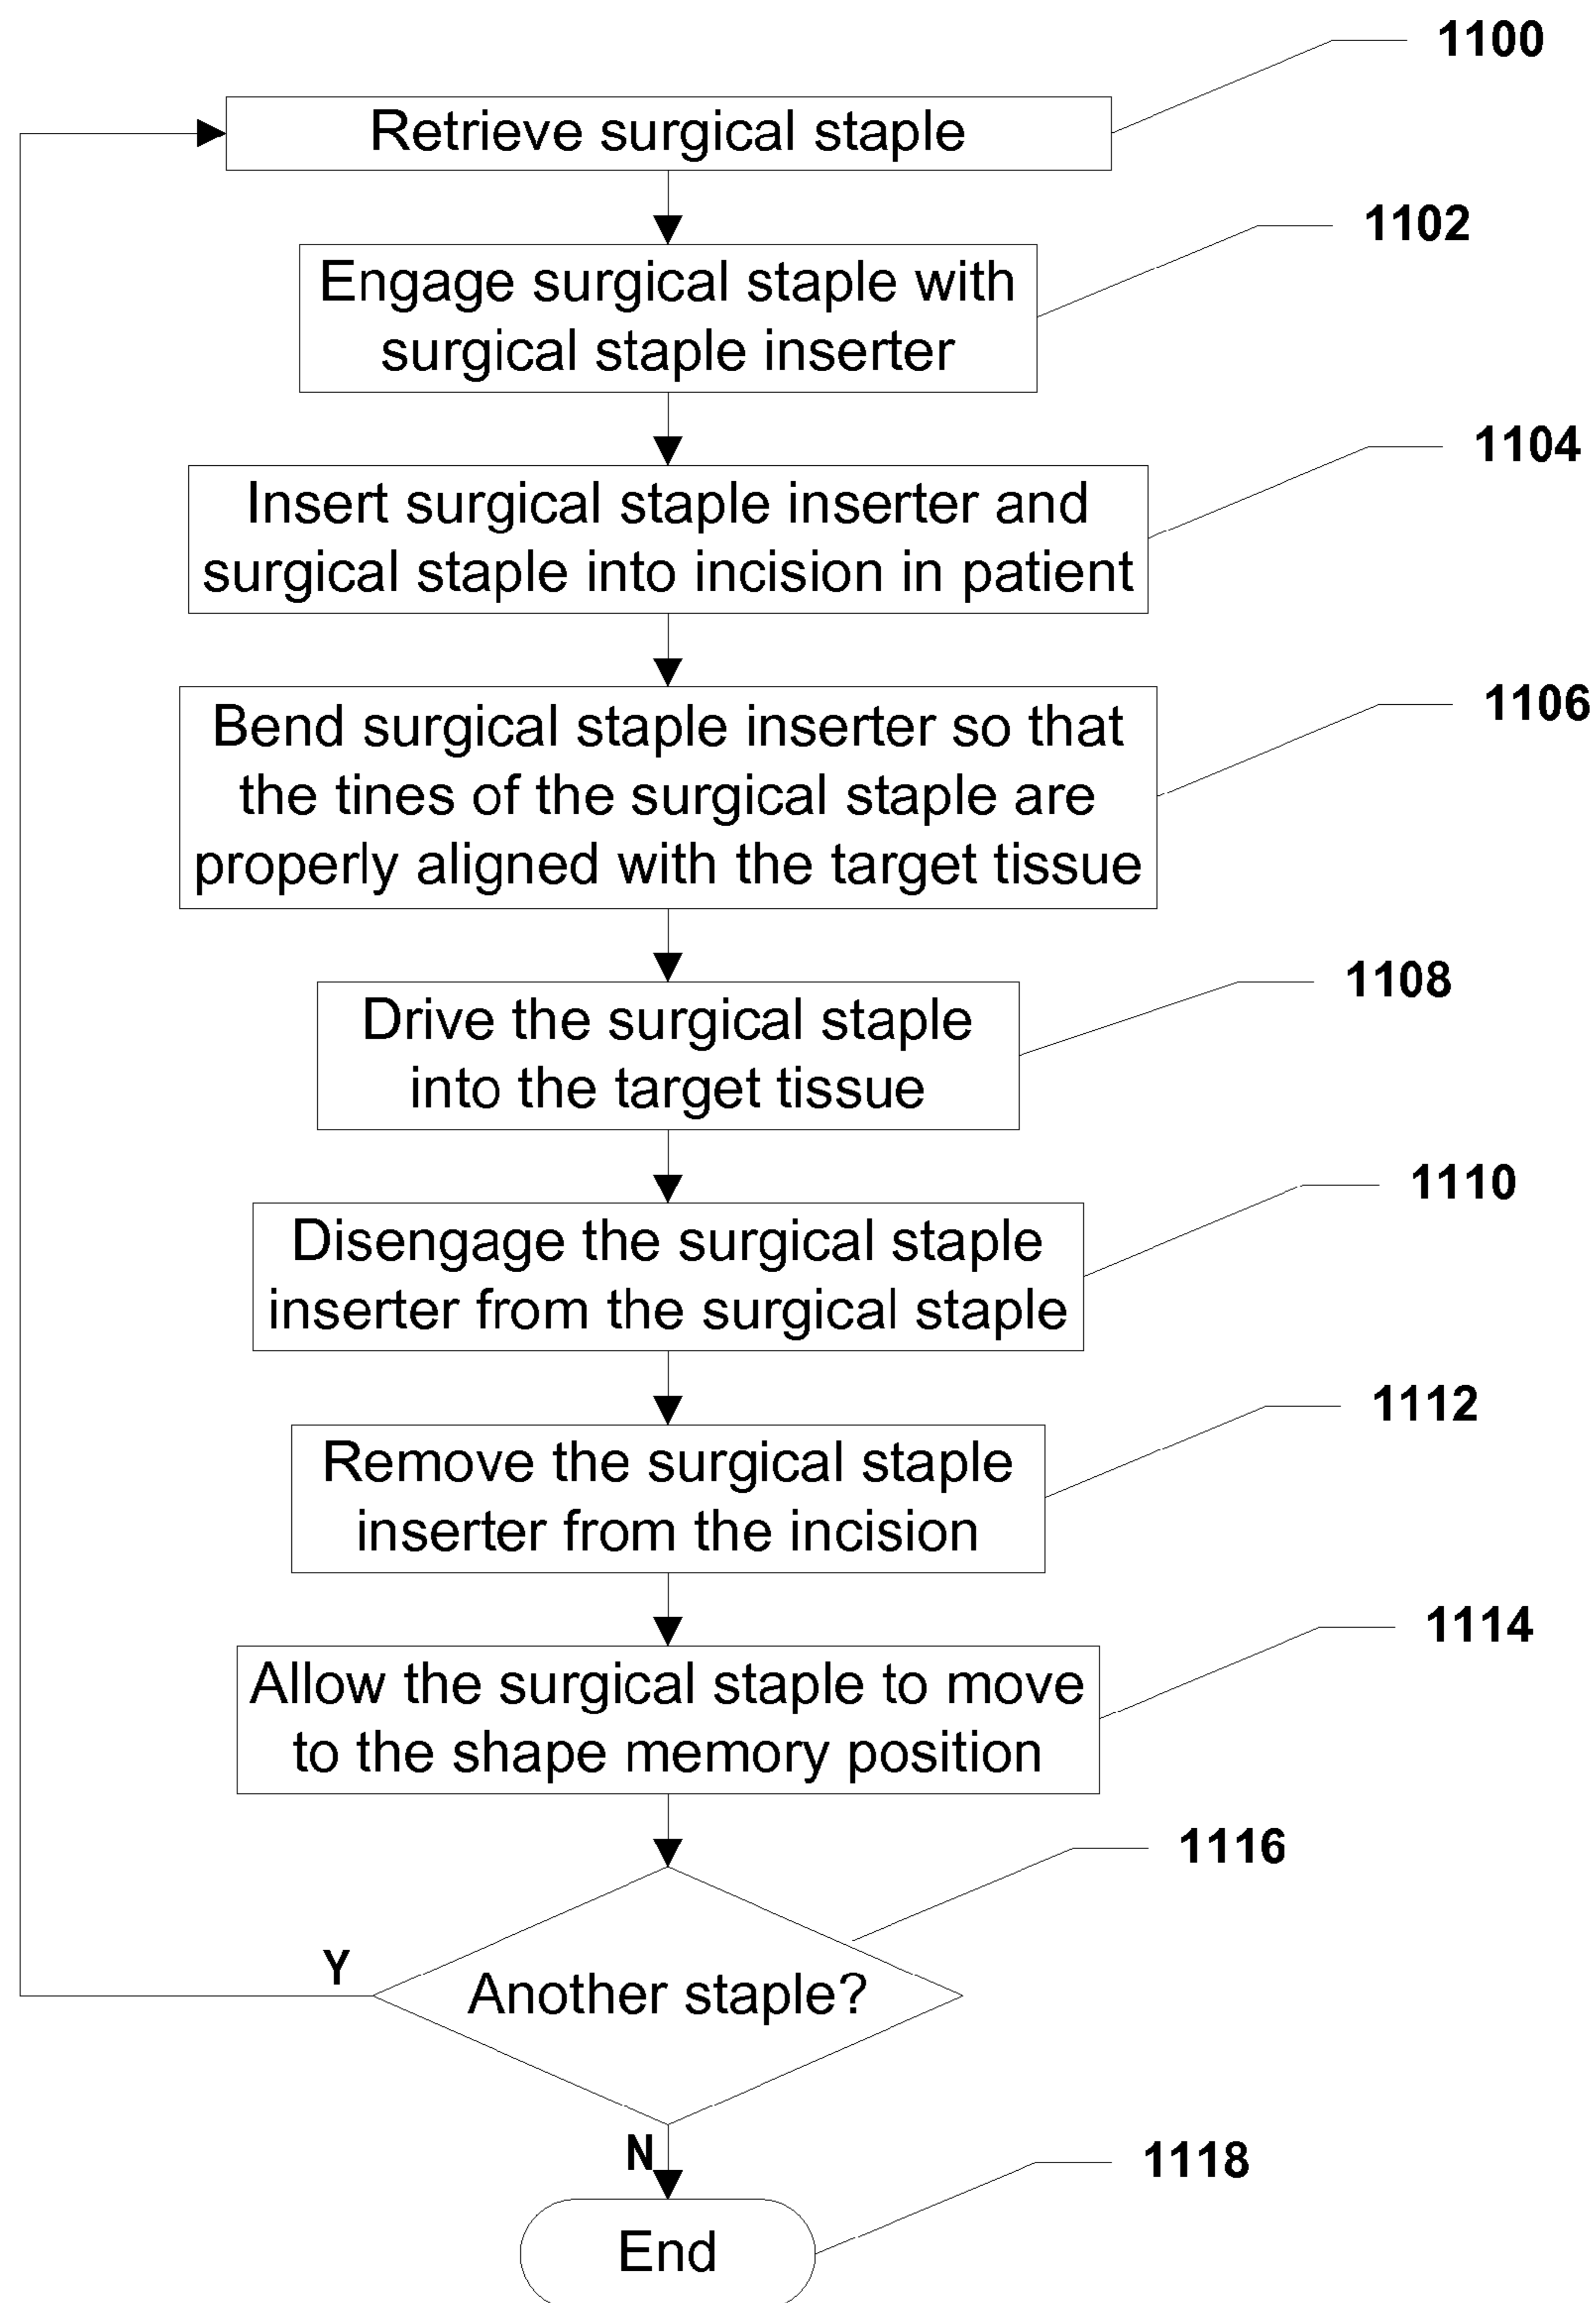 1100
Retrieve surgical staple
1102
Engage surgical staple with
surgical staple inserter
1104
Insert surgical staple inserter and
surgical staple into incision in patient
1106
Bend surgical staple inserter so that
the tines of the surgical staple are
properly aligned with the target tissue
1108
Drive the surgical staple
into the target tissue
1110
Disengage the surgical staple
inserter from the surgical staple
1112
Remove the surgical staple
inserter from the incision
1114
Allow the surgical staple to move
to the shape memory position
1116
Y
Another staple?
N
1118
End